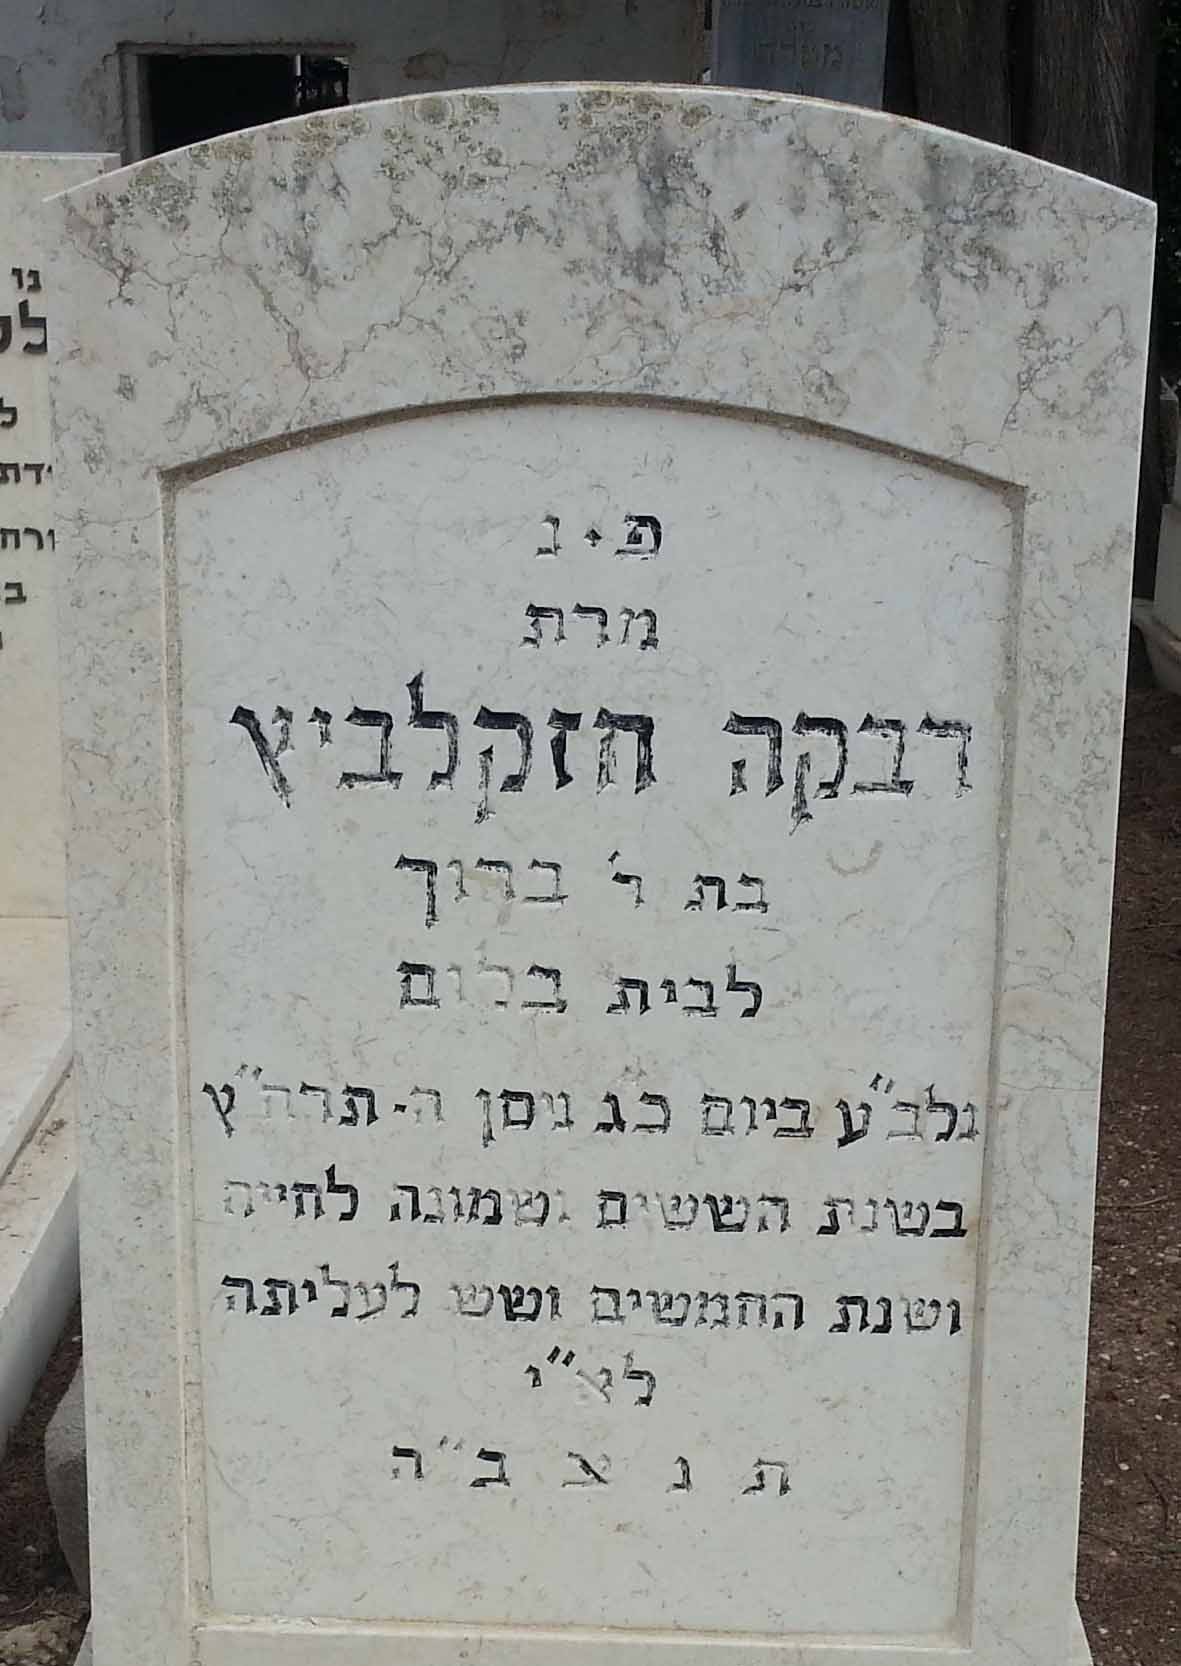 פ. נ
מרת
רבקה חזקלביץ
בת ר' ברוך
לבית בלום
נלב"ע ביום כג ניסן ה. תרח"ץ
בשנת הששים ושמונה לחייה
ושנת החמשים ושש לעליתה
לא"י
ת נ צ ב"ה